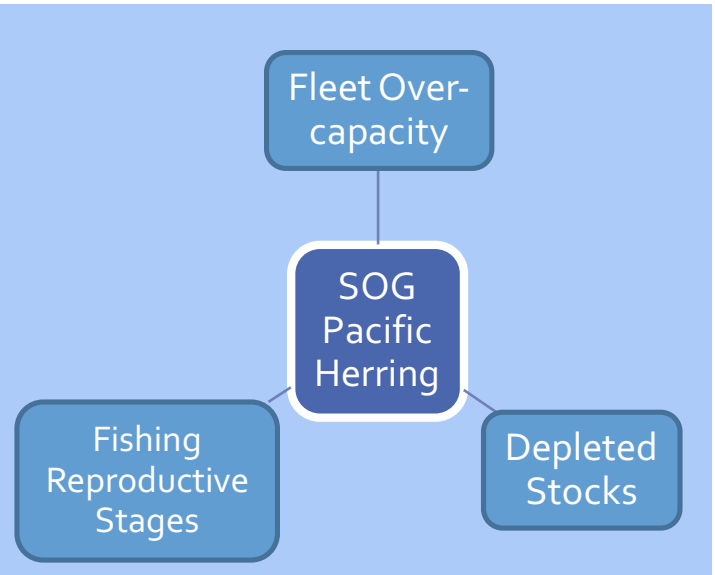 Fleet Over-
capacity
SOG
Pacific
Herring
Fishing
Reproductive
Stages
Depleted
Stocks